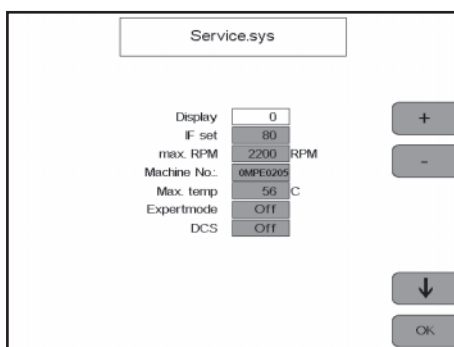 Service.sys
Display 0
IF set 80
max. RPM 2200 RPM
Machine No.:. 0MPE0205
Max. temp 56 C
Expertmode Off
DCS Off
+
-
OK